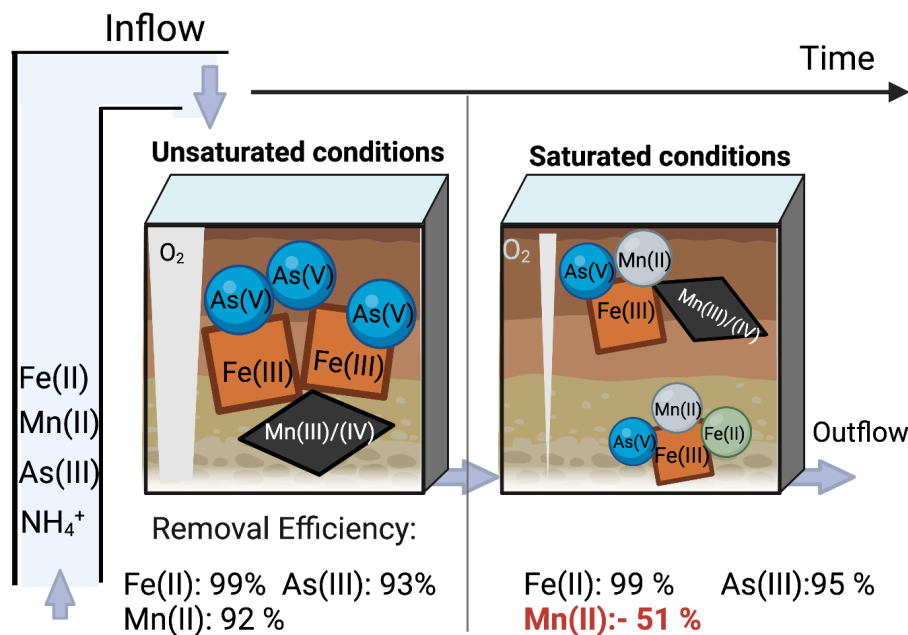 Inflow
Time
Unsaturated conditions
Saturated conditions
O₂
As(V)
As(V)
As(V)
Fe(III)
Fe(III)
Mn(III)/(IV)
O₂
As(V)
Mn(II)
Fe(III)
Mn(III)/(IV)
Mn(II)
As(V)
Fe(II)
Fe(III)
Fe(II)
Mn(II)
As(III)
NH₄⁺
Outflow
Removal Efficiency:
Fe(II): 99% As(III): 93%
Mn(II): 92 %
Fe(II): 99 % As(III):95 %
Mn(II):- 51 %